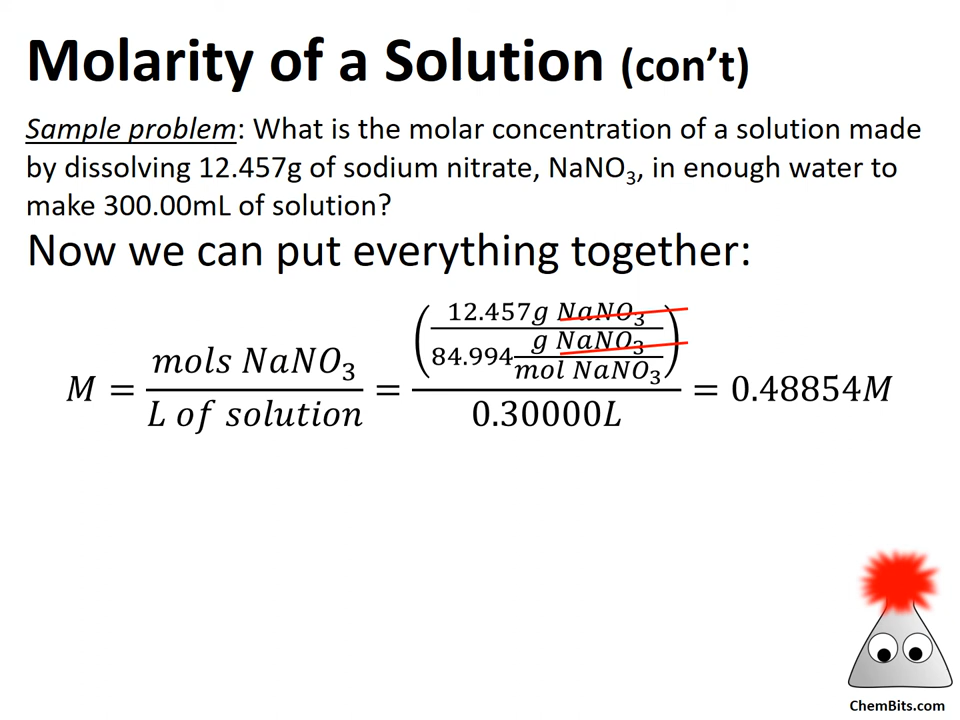 Molarity of a Solution (con’t)
Sample problem: What is the molar concentration of a solution made
by dissolving 12.457g of sodium nitrate, NaNO₃, in enough water to
make 300.00mL of solution?
Now we can put everything together:
M = mols NaNO₃ / L of solution = (12.457g NaNO₃ / 84.994 g NaNO₃ / mol NaNO₃) / 0.30000L = 0.48854M
ChemBits.com